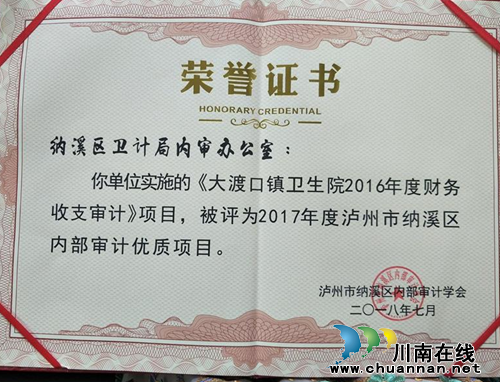 荣誉证书
HONORARY CREDENTIAL
纳溪区卫计局内审办公室：
你单位实施的《大渡口镇卫生院2016年度财务
收支审计》项目，被评为2017年度泸州市纳溪区
内部审计优质项目。
泸州市纳溪区内部审计学会
二〇一八年七月
川南在线
www.chuannan.net